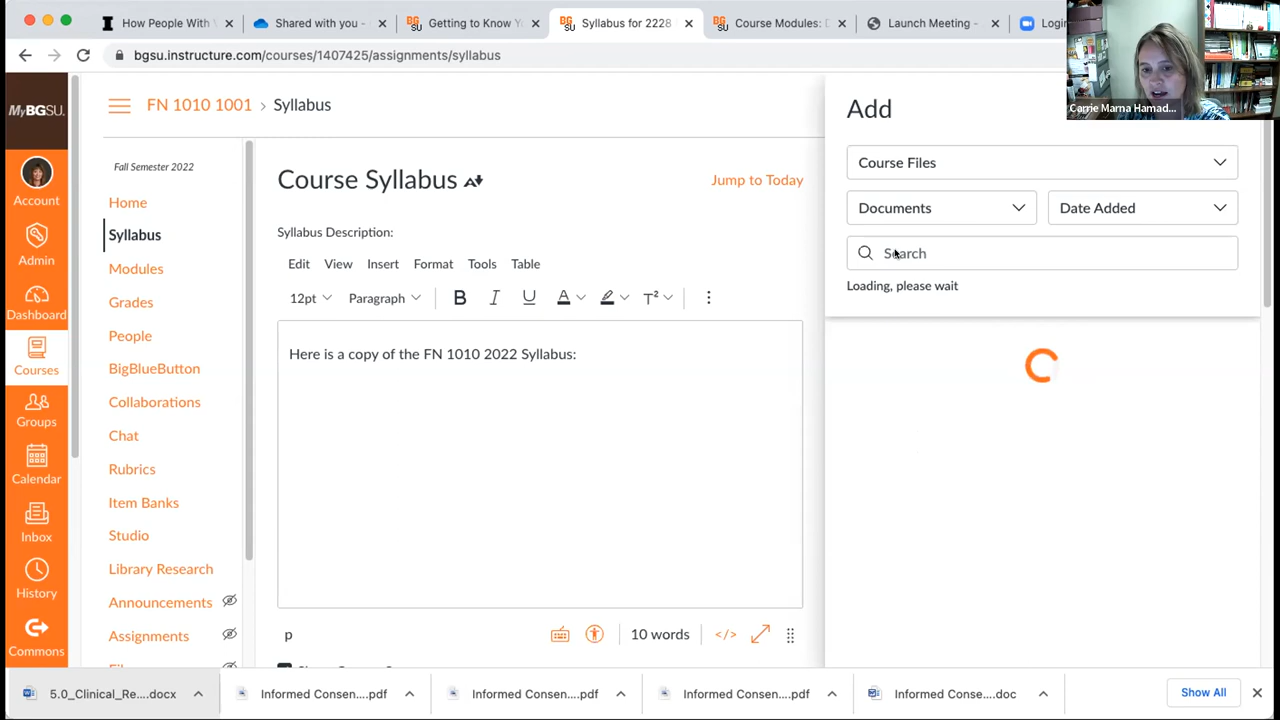 How People With V
Shared with you -
Getting to Know Yo
Syllabus for 2228
Course Modules: D
Launch Meeting -
Login
bgsu.instructure.com/courses/1407425/assignments/syllabus
Carrie Marna Hamad...
MyBGSU.
Account
Admin
Dashboard
Courses
Groups
Calendar
Inbox
History
Commons
FN 1010 1001 > Syllabus
Fall Semester 2022
Home
Syllabus
Modules
Grades
People
BigBlueButton
Collaborations
Chat
Rubrics
Item Banks
Studio
Library Research
Announcements
Assignments
Course Syllabus
Jump to Today
Syllabus Description:
Edit View Insert Format Tools Table
12pt Paragraph B I U A T²
Here is a copy of the FN 1010 2022 Syllabus:
p
10 words
</>
Add
Course Files
Documents
Date Added
Search
Loading, please wait
5.0_Clinical_Re....docx
Informed Consen....pdf
Informed Consen....pdf
Informed Consen....pdf
Informed Conse....doc
Show All